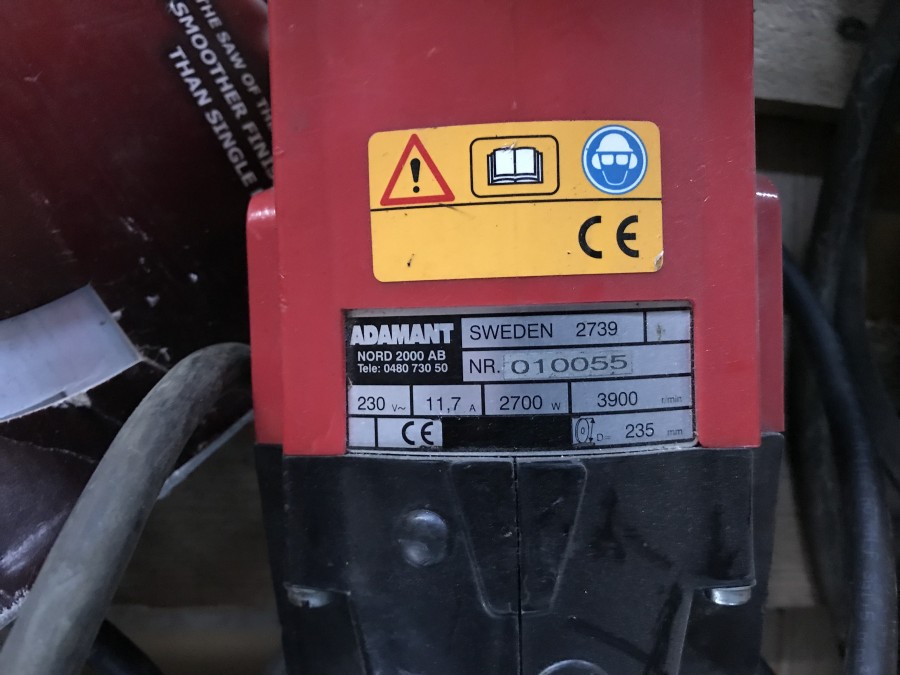 THE SAW OF THE
SMOOTHER FINI
THAN SINGLE
!
CE
ADAMANT
NORD 2000 AB
Tele: 0480 730 50
SWEDEN 2739
NR. 010055
230 V~
11,7 A
2700 W
3900 r/min
CE
D= 235 mm